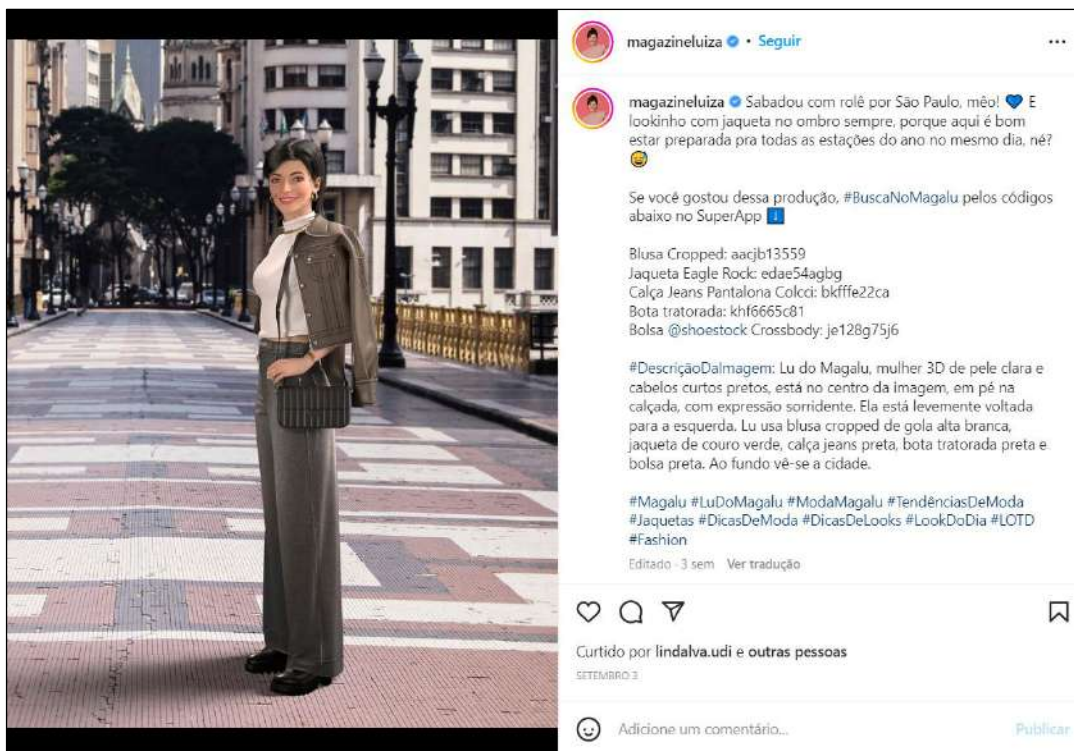 magazineluiza • Seguir
magazineluiza Sabadou com rolê por São Paulo, mêo! 💙 E
lookinho com jaqueta no ombro sempre, porque aqui é bom
estar preparada pra todas as estações do ano no mesmo dia, né?
😅
Se você gostou dessa produção, #BuscaNoMagalu pelos códigos
abaixo no SuperApp ⬇️
Blusa Cropped: aacjb13559
Jaqueta Eagle Rock: edae54agbg
Calça Jeans Pantalona Colcci: bkfffe22ca
Bota tratorada: khf6665c81
Bolsa @shoestock Crossbody: je128g75j6
#DescriçãoDaImagem: Lu do Magalu, mulher 3D de pele clara e
cabelos curtos pretos, está no centro da imagem, em pé na
calçada, com expressão sorridente. Ela está levemente voltada
para a esquerda. Lu usa blusa cropped de gola alta branca,
jaqueta de couro verde, calça jeans preta, bota tratorada preta e
bolsa preta. Ao fundo vê-se a cidade.
#Magalu #LuDoMagalu #ModaMagalu #TendênciasDeModa
#Jaquetas #DicasDeModa #DicasDeLooks #LookDoDia #LOTD
#Fashion
Editado · 3 sem Ver tradução
Curtido por lindalva.udi e outras pessoas
SETEMBRO 3
Adicione um comentário... Publicar